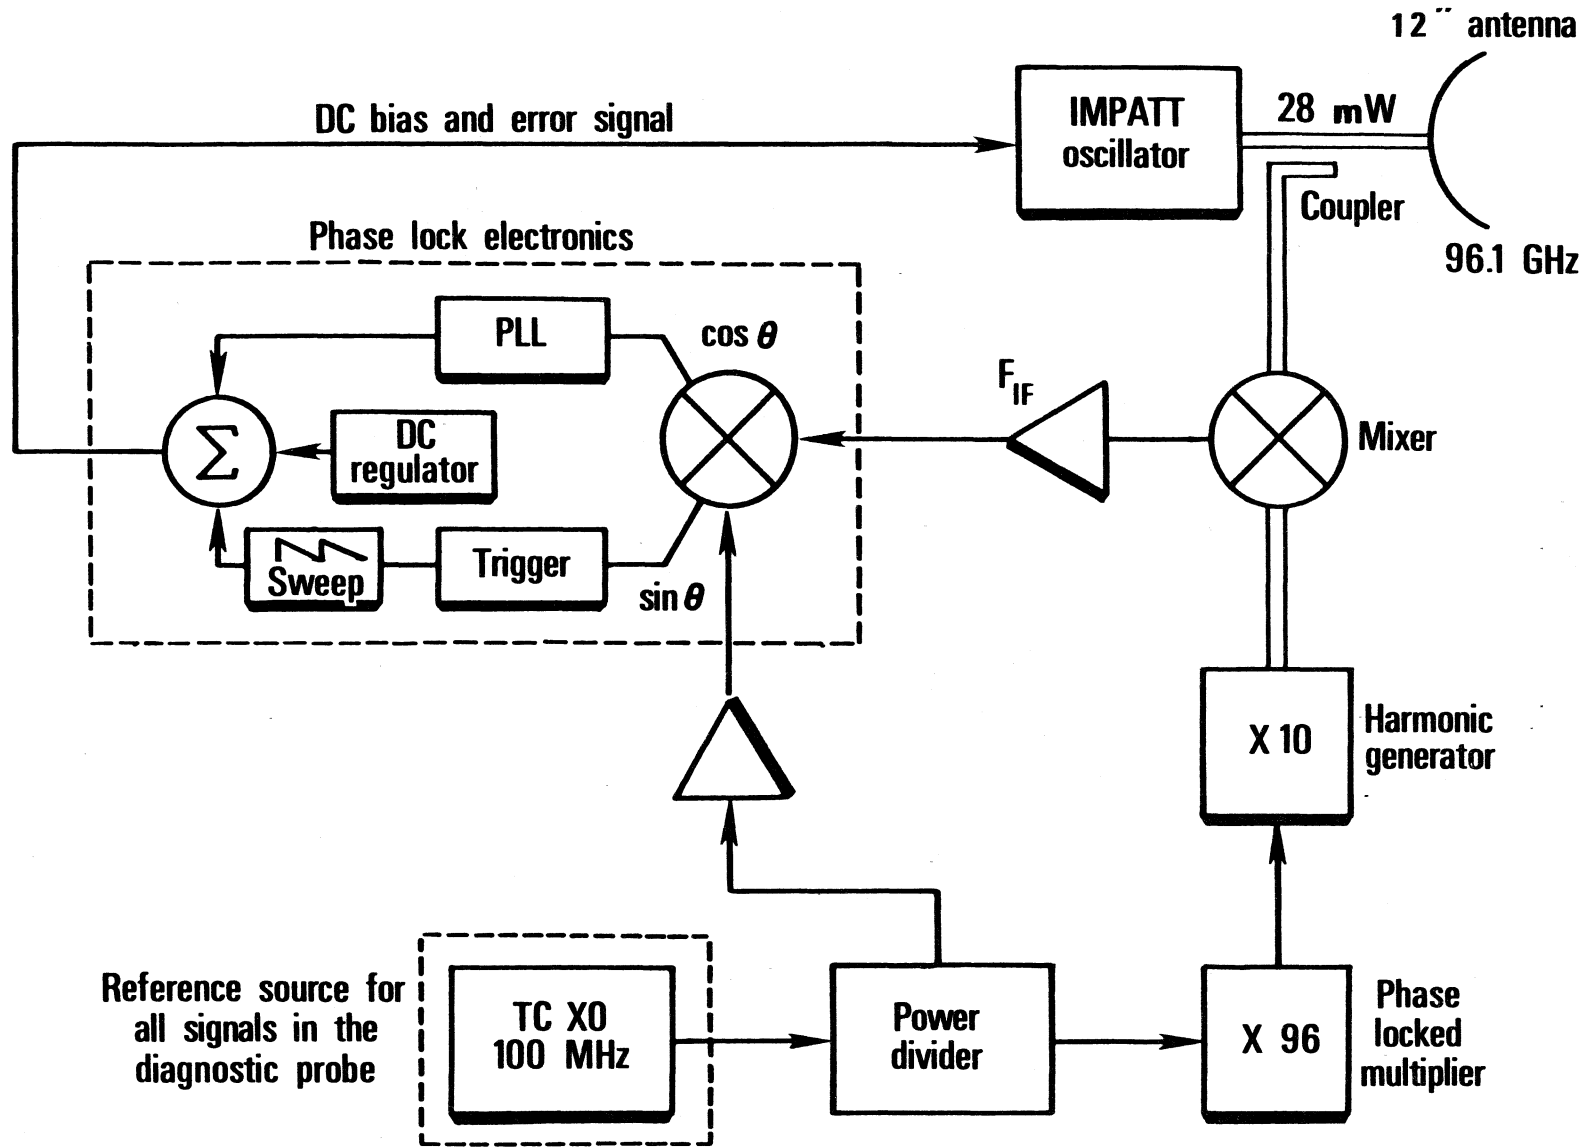 12" antenna
IMPATT
oscillator
28 mW
DC bias and error signal
Coupler
Phase lock electronics
96.1 GHz
PLL
cos θ
F_IF
DC
regulator
Σ
Mixer
Sweep
Trigger
sin θ
X 10
Harmonic
generator
Reference source for
all signals in the
diagnostic probe
TC XO
100 MHz
Power
divider
X 96
Phase
locked
multiplier